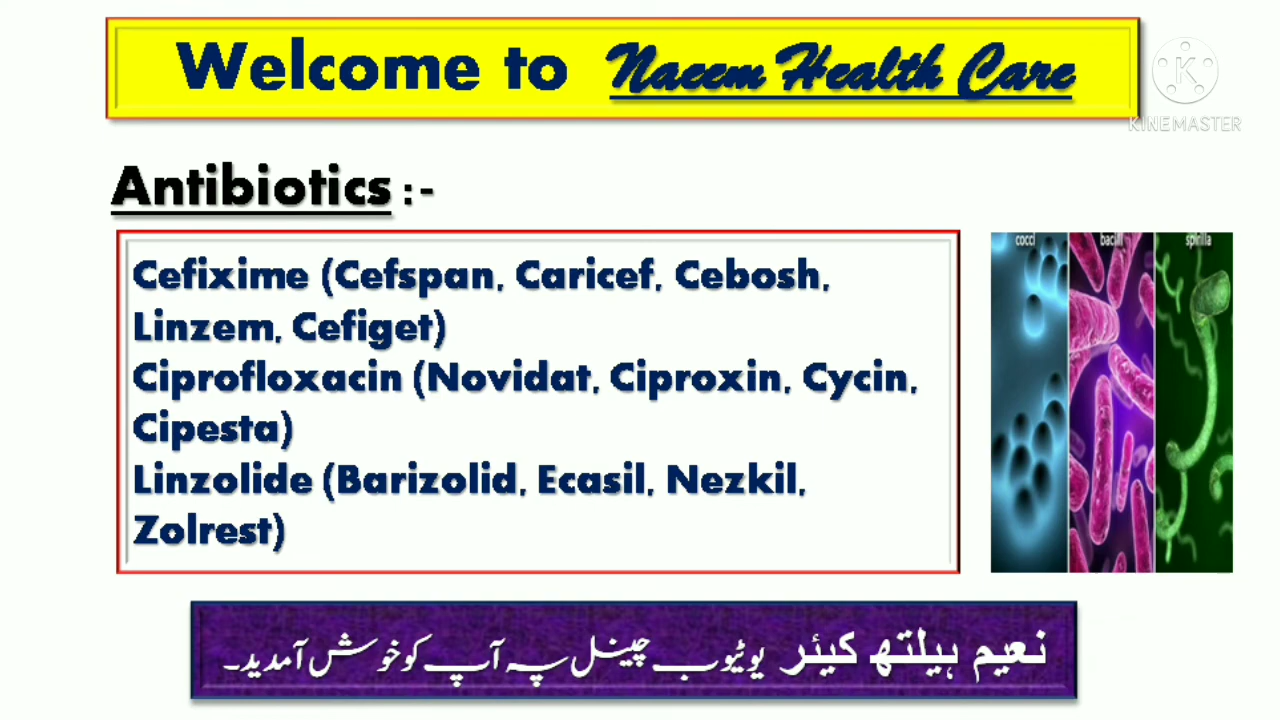 Welcome to Naeem Health Care
KINEMASTER
Antibiotics :-
Cefixime (Cefspan, Caricef, Cebosh,
Linzem, Cefiget)
Ciprofloxacin (Novidat, Ciproxin, Cycin,
Cipesta)
Linzolide (Barizolid, Ecasil, Nezkil,
Zolrest)
cocci bacilli spirilla
نعیم ہیلتھ کیئر یوٹیوب چینل پہ آپ کو خوش آمدید۔